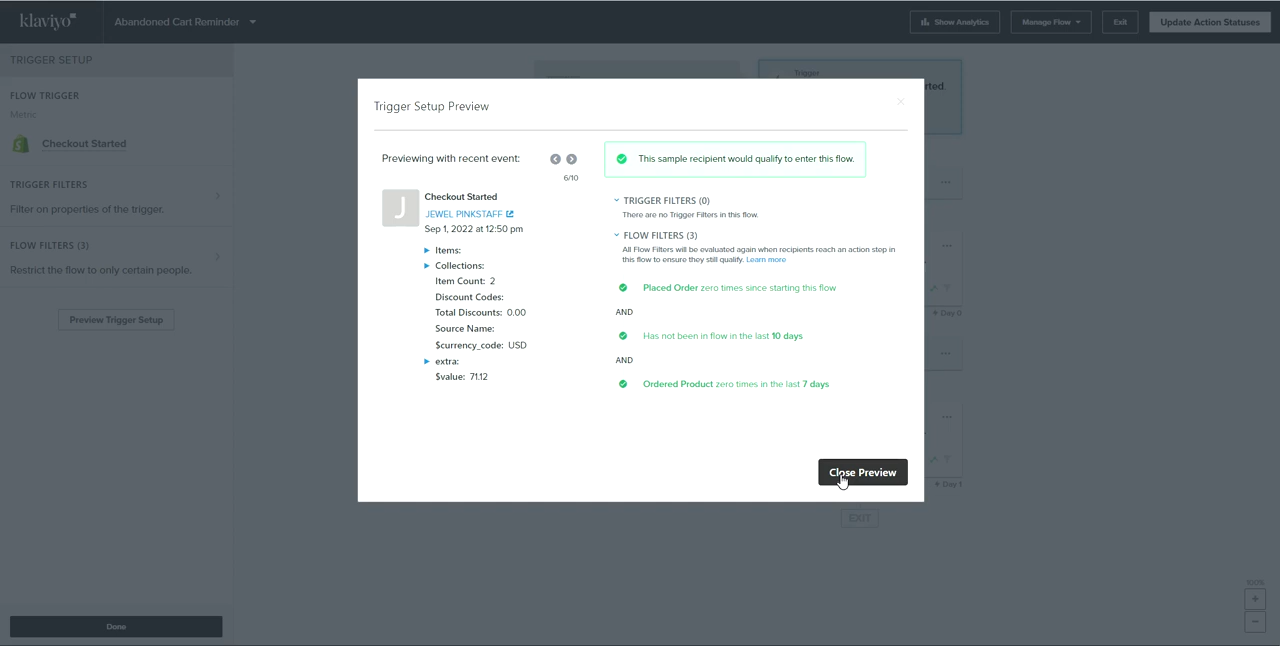 klaviyo
Abandoned Cart Reminder
Show Analytics
Manage Flow
Exit
Update Action Statuses
TRIGGER SETUP
FLOW TRIGGER
Metric
Checkout Started
TRIGGER FILTERS
Filter on properties of the trigger.
FLOW FILTERS (3)
Restrict the flow to only certain people.
Preview Trigger Setup
Done
Trigger
rted.
Trigger Setup Preview
×
Previewing with recent event:
6/10
J
Checkout Started
JEWEL PINKSTAFF
Sep 1, 2022 at 12:50 pm
Items:
Collections:
Item Count: 2
Discount Codes:
Total Discounts: 0.00
Source Name:
$currency_code: USD
extra:
$value: 71.12
This sample recipient would qualify to enter this flow.
TRIGGER FILTERS (0)
There are no Trigger Filters in this flow.
FLOW FILTERS (3)
All Flow Filters will be evaluated again when recipients reach an action step in
this flow to ensure they still qualify. Learn more
Placed Order zero times since starting this flow
AND
Has not been in flow in the last 10 days
AND
Ordered Product zero times in the last 7 days
Close Preview
Day 0
Day 1
EXIT
100%
+
−